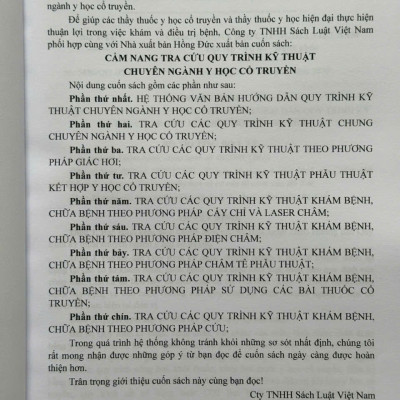 ngành y học cổ truyền.
Để giúp các thầy thuốc y học cổ truyền và thầy thuốc y học hiện đại thực hiện
thuận lợi trong việc khám và điều trị bệnh, Công ty TNHH Sách Luật Việt Nam
phối hợp cùng với Nhà xuất bản Hồng Đức xuất bản cuốn sách:
CẨM NANG TRA CỨU QUY TRÌNH KỸ THUẬT
CHUYÊN NGÀNH Y HỌC CỔ TRUYỀN
Nội dung cuốn sách gồm các phần như sau:
Phần thứ nhất. HỆ THỐNG VĂN BẢN HƯỚNG DẪN QUY TRÌNH KỸ
THUẬT CHUYÊN NGÀNH Y HỌC CỔ TRUYỀN;
Phần thứ hai. TRA CỨU CÁC QUY TRÌNH KỸ THUẬT CHUNG
CHUYÊN NGÀNH Y HỌC CỔ TRUYỀN;
Phần thứ ba. TRA CỨU CÁC QUY TRÌNH KỸ THUẬT THEO PHƯƠNG
PHÁP GIÁC HƠI;
Phần thứ tư. TRA CỨU CÁC QUY TRÌNH KỸ THUẬT PHẪU THUẬT
KẾT HỢP Y HỌC CỔ TRUYỀN;
Phần thứ năm. TRA CỨU CÁC QUY TRÌNH KỸ THUẬT KHÁM BỆNH,
CHỮA BỆNH THEO PHƯƠNG PHÁP CẤY CHỈ VÀ LASER CHÂM;
Phần thứ sáu. TRA CỨU CÁC QUY TRÌNH KỸ THUẬT KHÁM BỆNH,
CHỮA BỆNH THEO PHƯƠNG PHÁP ĐIỆN CHÂM;
Phần thứ bảy. TRA CỨU CÁC QUY TRÌNH KỸ THUẬT KHÁM BỆNH,
CHỮA BỆNH THEO PHƯƠNG PHÁP CHÂM TÊ PHẪU THUẬT;
Phần thứ tám. TRA CỨU CÁC QUY TRÌNH KỸ THUẬT KHÁM BỆNH,
CHỮA BỆNH THEO PHƯƠNG PHÁP SỬ DỤNG CÁC BÀI THUỐC CỔ
TRUYỀN;
Phần thứ chín. TRA CỨU CÁC QUY TRÌNH KỸ THUẬT KHÁM BỆNH,
CHỮA BỆNH THEO PHƯƠNG PHÁP CỨU;
Trong quá trình hệ thống không tránh khỏi những sơ sót nhất định, chúng tôi
rất mong nhận được những góp ý từ bạn đọc để cuốn sách ngày càng được hoàn
thiện hơn.
Trân trọng giới thiệu cuốn sách này cùng bạn đọc!
Cty TNHH Sách Luật Việt Nam